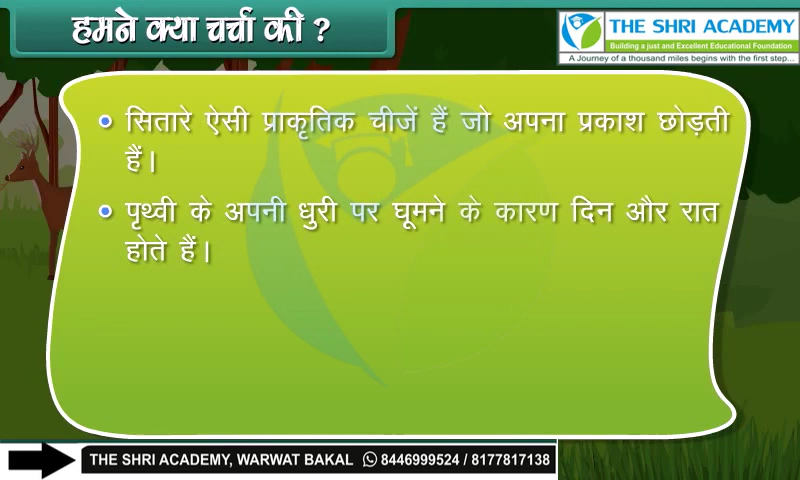 हमने क्या चर्चा की ?
THE SHRI ACADEMY
Building a just and Excellent Educational Foundation
A Journey of a thousand miles begins with the first step...
सितारे ऐसी प्राकृतिक चीजें हैं जो अपना प्रकाश छोड़ती
हैं।
पृथ्वी के अपनी धुरी पर घूमने के कारण दिन और रात
होते हैं।
THE SHRI ACADEMY, WARWAT BAKAL 8446999524 / 8177817138